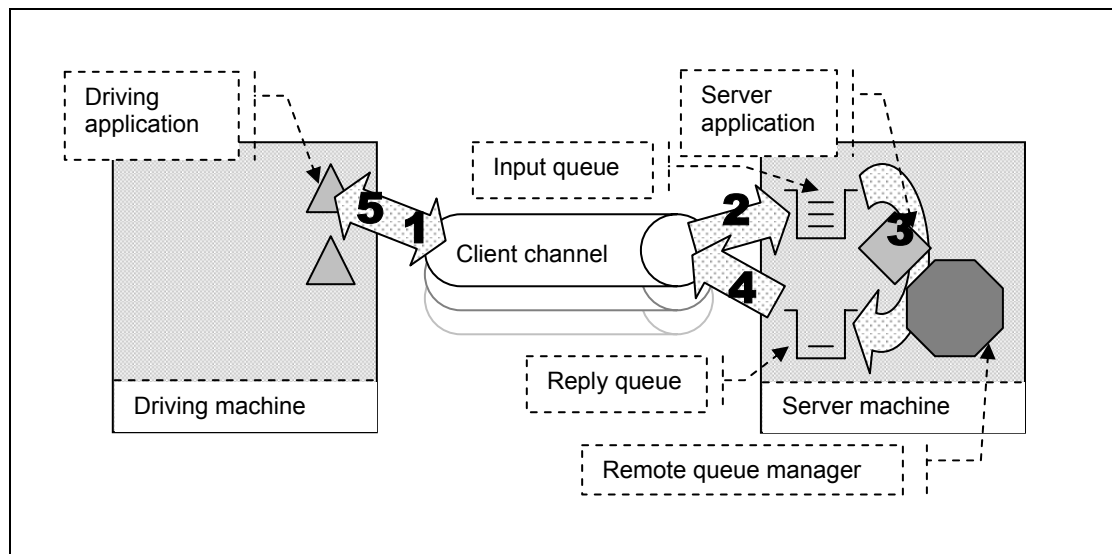 Driving
application
Server
application
Input queue
5
1
Client channel
2
3
4
Reply queue
Driving machine
Server machine
Remote queue manager